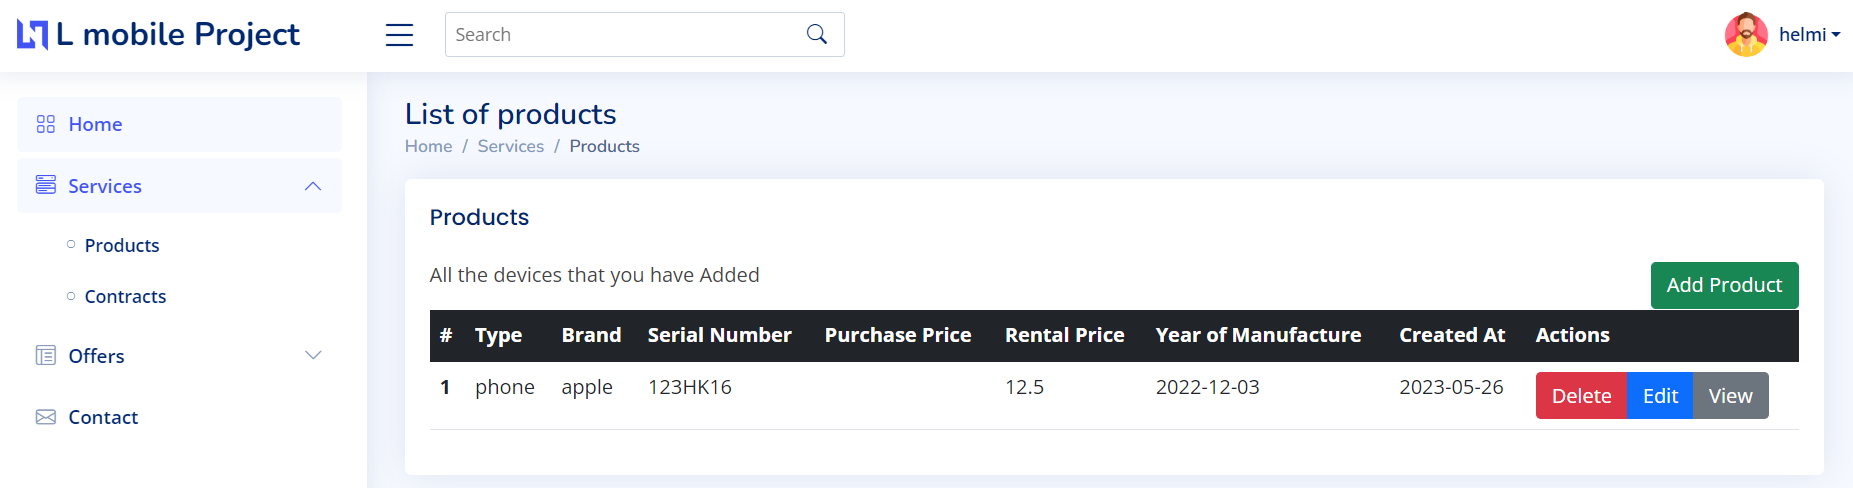 L mobile Project
Search
helmi
Home
Services
Products
Contracts
Offers
Contact
List of products
Home / Services / Products
Products
All the devices that you have Added
Add Product
# Type Brand Serial Number Purchase Price Rental Price Year of Manufacture Created At Actions
1 phone apple 123HK16 12.5 2022-12-03 2023-05-26 Delete Edit View